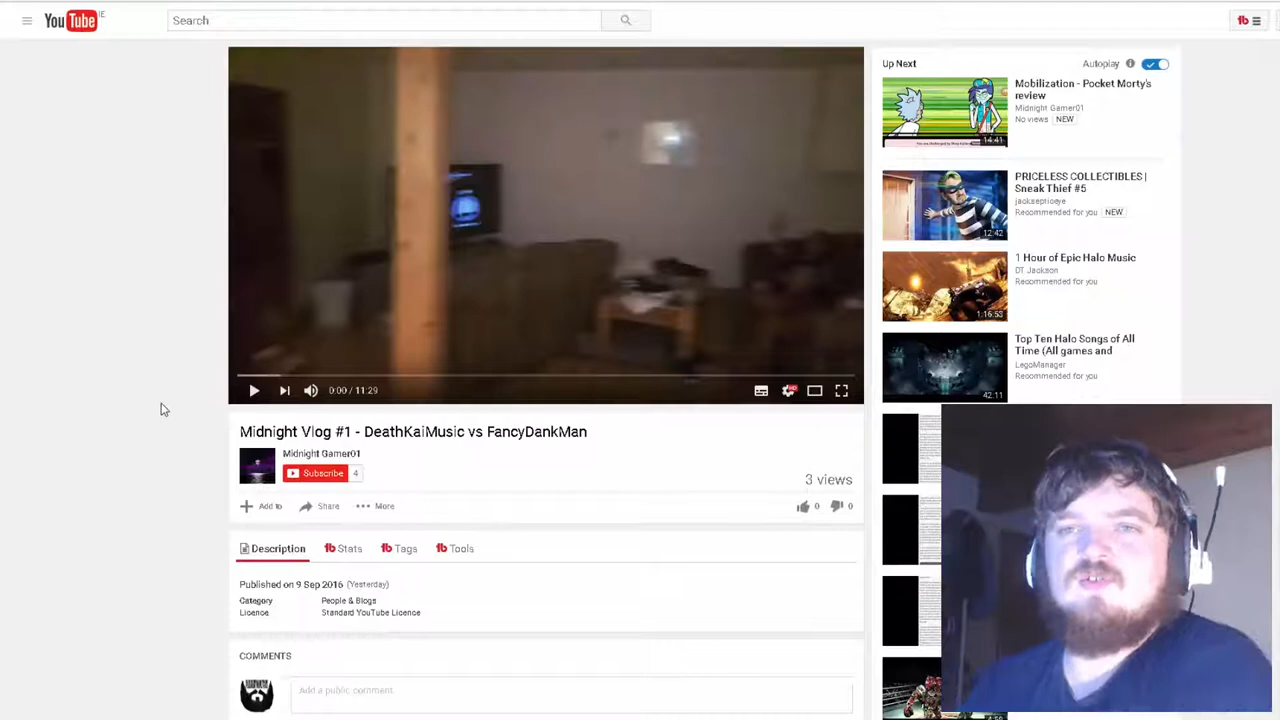 YouTube IE
Search
Up Next
Autoplay
Mobilization - Pocket Morty's
review
Midnight Gamer01
No views NEW
14:41
PRICELESS COLLECTIBLES |
Sneak Thief #5
jacksepticeye
Recommended for you NEW
12:42
1 Hour of Epic Halo Music
DT Jackson
Recommended for you
1:16:53
Top Ten Halo Songs of All
Time (All games and
LegoManager
Recommended for you
42:11
0:00 / 11:29
Midnight Vlog #1 - DeathKaiMusic vs FancyDankMan
Midnight Gamer01
Subscribe 4
3 views
Add to Share More
0 0
Description Stats Tags Tools
Published on 9 Sep 2016 (Yesterday)
Category People & Blogs
Licence Standard YouTube Licence
COMMENTS
Add a public comment
4:59